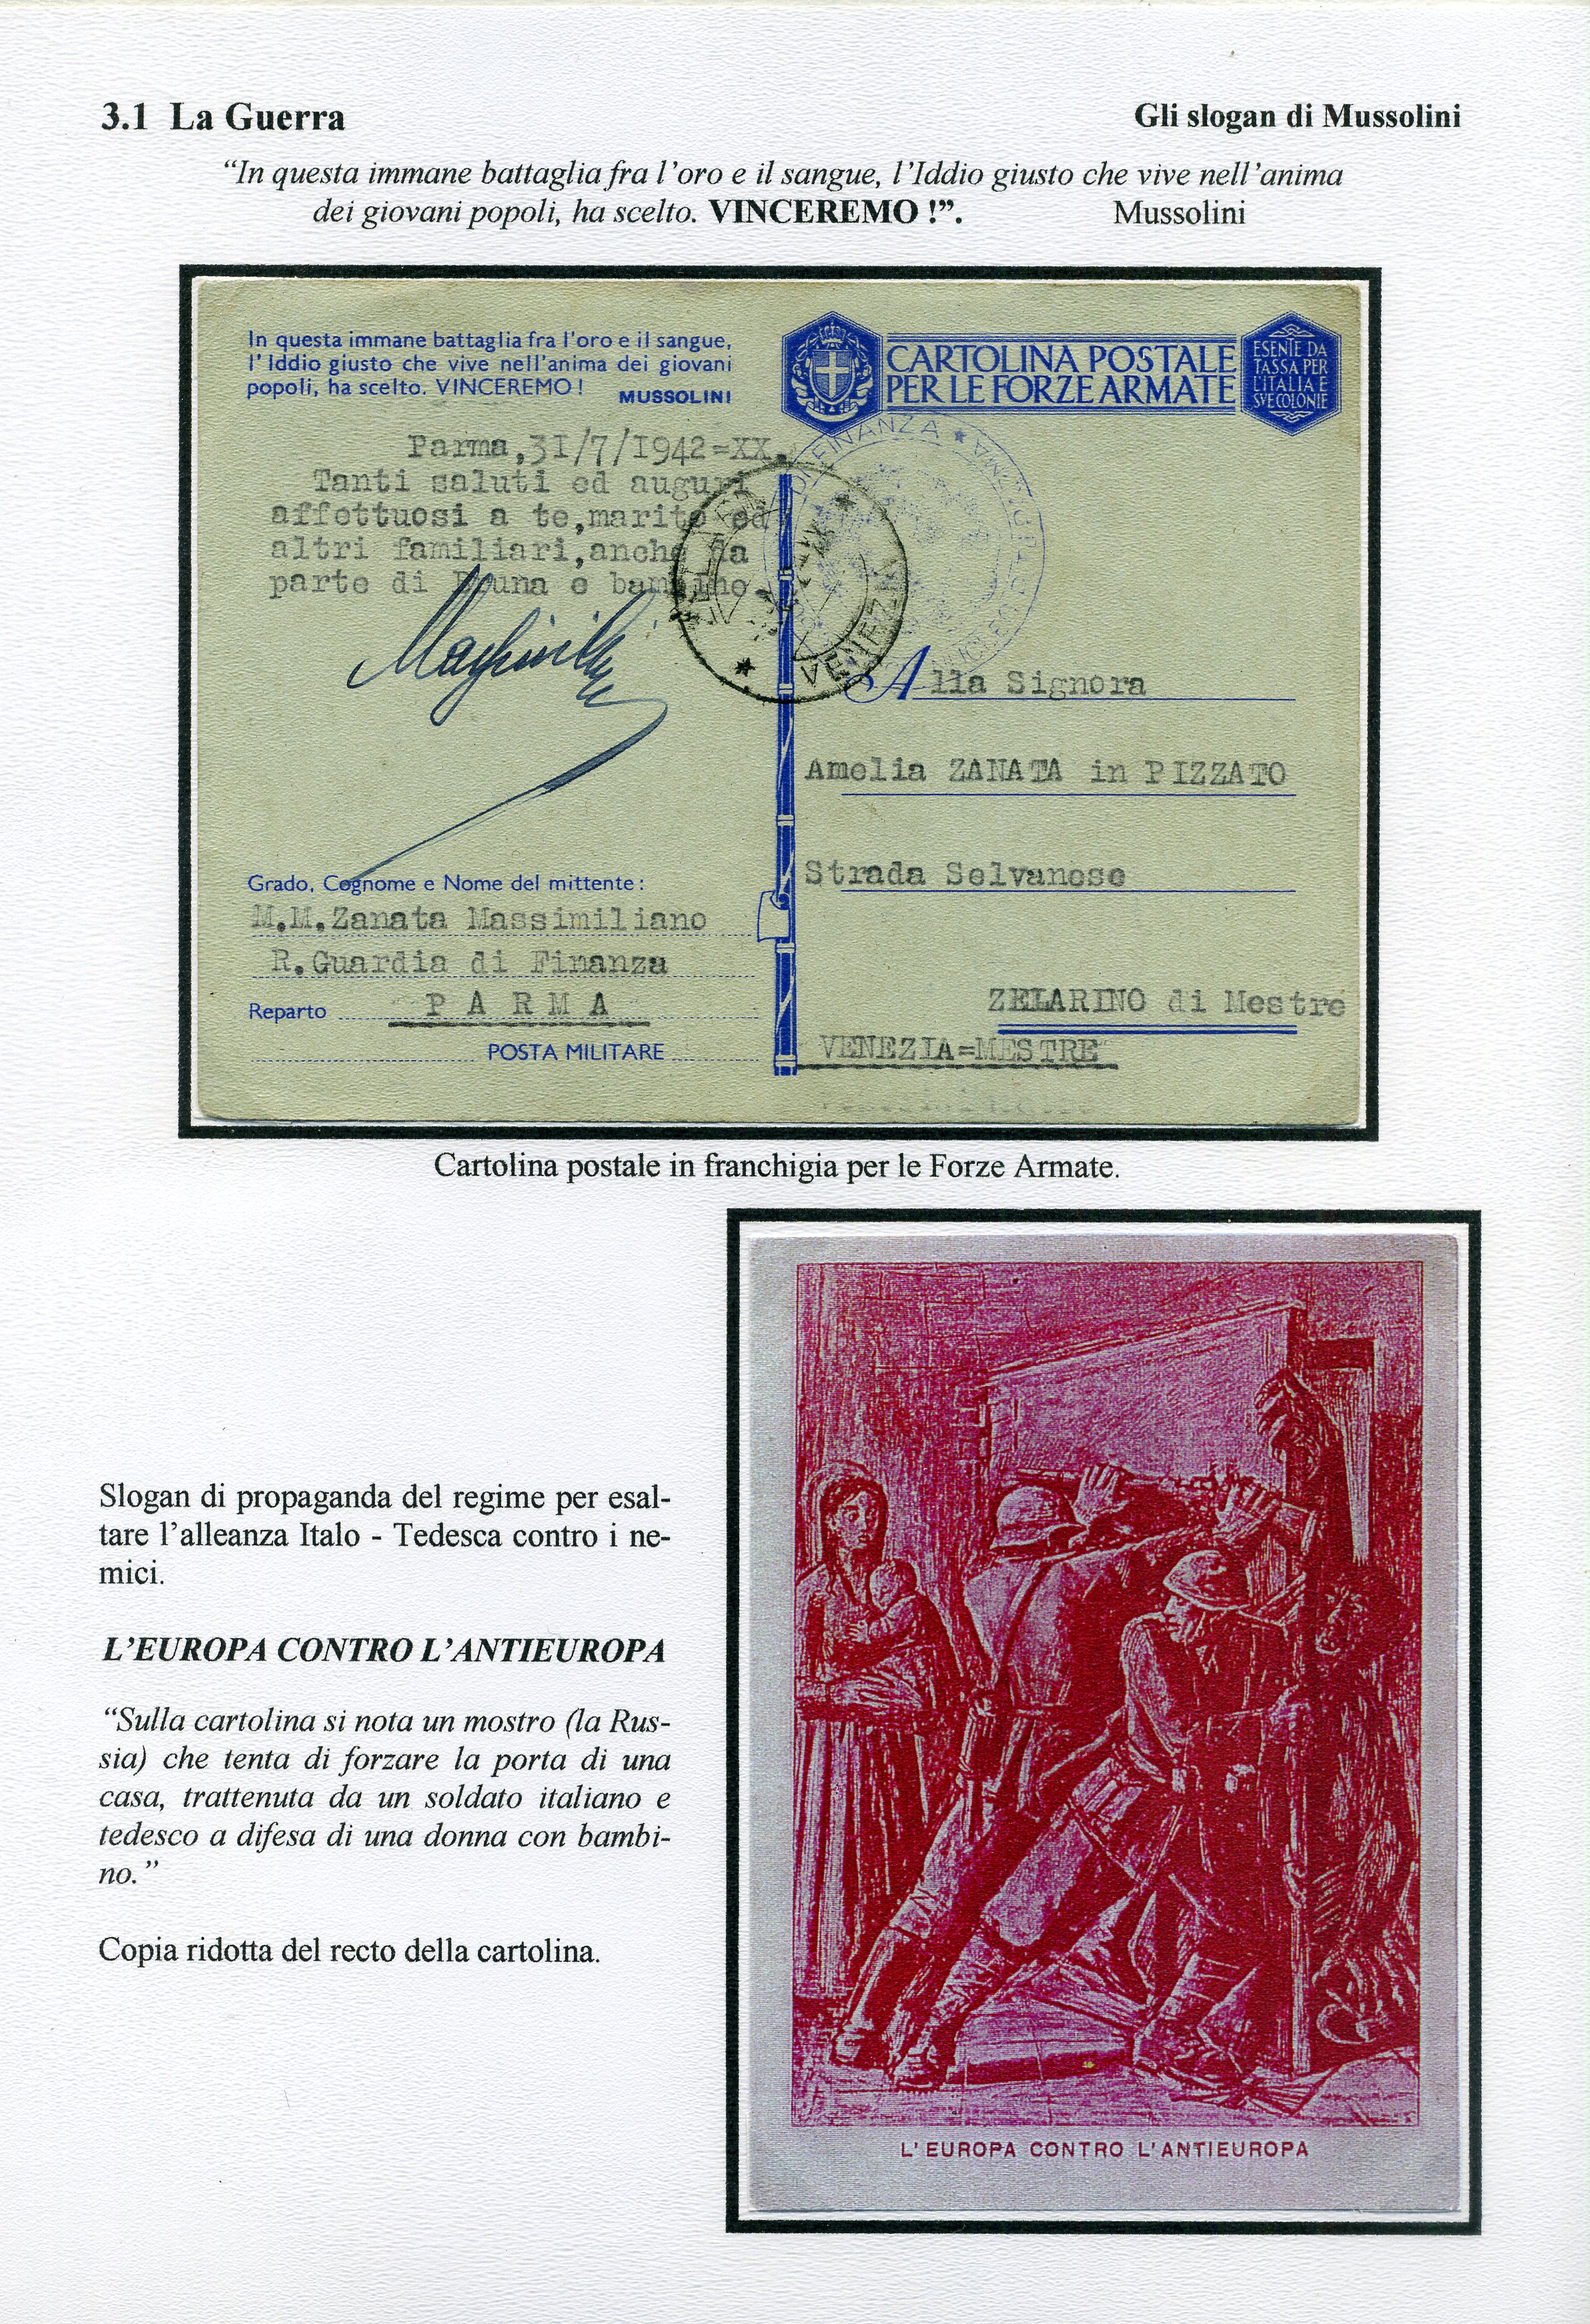 3.1 La Guerra
Gli slogan di Mussolini
“In questa immane battaglia fra l’oro e il sangue, l’Iddio giusto che vive nell’anima
dei giovani popoli, ha scelto. VINCEREMO !”.
Mussolini
In questa immane battaglia fra l'oro e il sangue,
l'Iddio giusto che vive nell'anima dei giovani
popoli, ha scelto. VINCEREMO !
MUSSOLINI
CARTOLINA POSTALE
PER LE FORZE ARMATE
ESENTE DA
TASSA PER
L'ITALIA E
SVE COLONIE
Parma,31/7/1942=XX.
Tanti saluti ed auguri
affettuosi a te,marito ed
altri familiari,anche da
parte di Bruna e bambino.
DI FINANZA
VENEZIA
Alla Signora
Amelia ZANATA in PIZZATO
Strada Selvanese
ZELARINO di Mestre
VENEZIA=MESTRE
Grado, Cognome e Nome del mittente:
M.M.Zanata Massimiliano
R.Guardia di Finanza
Reparto PARMA
POSTA MILITARE
Cartolina postale in franchigia per le Forze Armate.
Slogan di propaganda del regime per esal-
tare l’alleanza Italo - Tedesca contro i ne-
mici.
L’EUROPA CONTRO L’ANTIEUROPA
“Sulla cartolina si nota un mostro (la Rus-
sia) che tenta di forzare la porta di una
casa, trattenuta da un soldato italiano e
tedesco a difesa di una donna con bambi-
no.”
Copia ridotta del recto della cartolina.
L'EUROPA CONTRO L'ANTIEUROPA